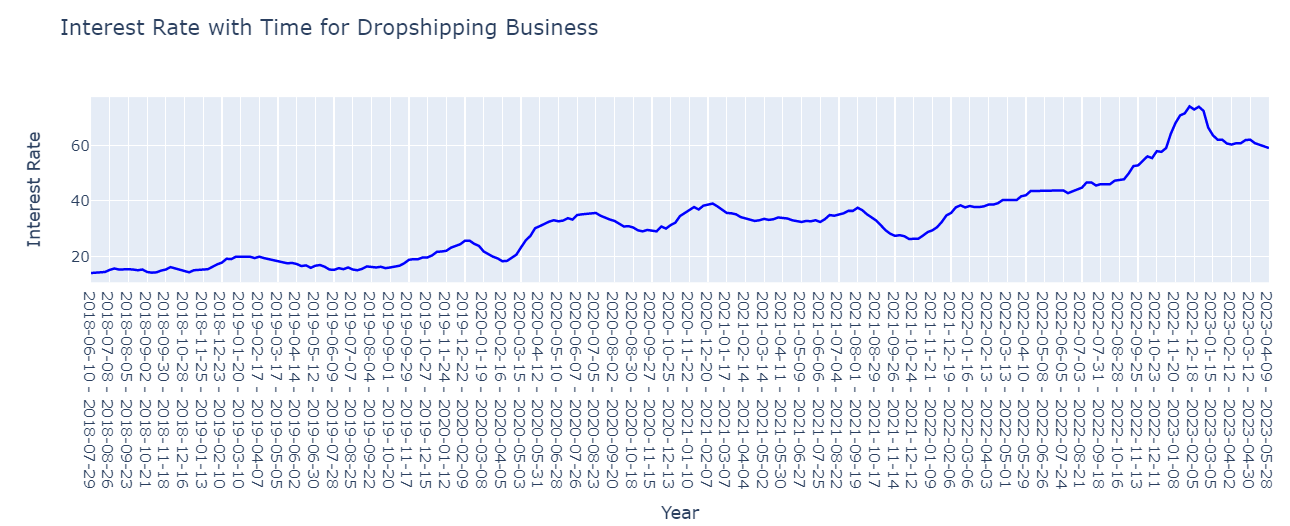 Interest Rate with Time for Dropshipping Business
Interest Rate
60
40
20
2018-06-10 - 2018-07-29
2018-07-08 - 2018-08-26
2018-08-05 - 2018-09-23
2018-09-02 - 2018-10-21
2018-09-30 - 2018-11-18
2018-10-28 - 2018-12-16
2018-11-25 - 2019-01-13
2018-12-23 - 2019-02-10
2019-01-20 - 2019-03-10
2019-02-17 - 2019-04-07
2019-03-17 - 2019-05-05
2019-04-14 - 2019-06-02
2019-05-12 - 2019-06-30
2019-06-09 - 2019-07-28
2019-07-07 - 2019-08-25
2019-08-04 - 2019-09-22
2019-09-01 - 2019-10-20
2019-09-29 - 2019-11-17
2019-10-27 - 2019-12-15
2019-11-24 - 2020-01-12
2019-12-22 - 2020-02-09
2020-01-19 - 2020-03-08
2020-02-16 - 2020-04-05
2020-03-15 - 2020-05-03
2020-04-12 - 2020-05-31
2020-05-10 - 2020-06-28
2020-06-07 - 2020-07-26
2020-07-05 - 2020-08-23
2020-08-02 - 2020-09-20
2020-08-30 - 2020-10-18
2020-09-27 - 2020-11-15
2020-10-25 - 2020-12-13
2020-11-22 - 2021-01-10
2020-12-20 - 2021-02-07
2021-01-17 - 2021-03-07
2021-02-14 - 2021-04-04
2021-03-14 - 2021-05-02
2021-04-11 - 2021-05-30
2021-05-09 - 2021-06-27
2021-06-06 - 2021-07-25
2021-07-04 - 2021-08-22
2021-08-01 - 2021-09-19
2021-08-29 - 2021-10-17
2021-09-26 - 2021-11-14
2021-10-24 - 2021-12-12
2021-11-21 - 2022-01-09
2021-12-19 - 2022-02-06
2022-01-16 - 2022-03-06
2022-02-13 - 2022-04-03
2022-03-13 - 2022-05-01
2022-04-10 - 2022-05-29
2022-05-08 - 2022-06-26
2022-06-05 - 2022-07-24
2022-07-03 - 2022-08-21
2022-07-31 - 2022-09-18
2022-08-28 - 2022-10-16
2022-09-25 - 2022-11-13
2022-10-23 - 2022-12-11
2022-11-20 - 2023-01-08
2022-12-18 - 2023-02-05
2023-01-15 - 2023-03-05
2023-02-12 - 2023-04-02
2023-03-12 - 2023-04-30
2023-04-09 - 2023-05-28
Year